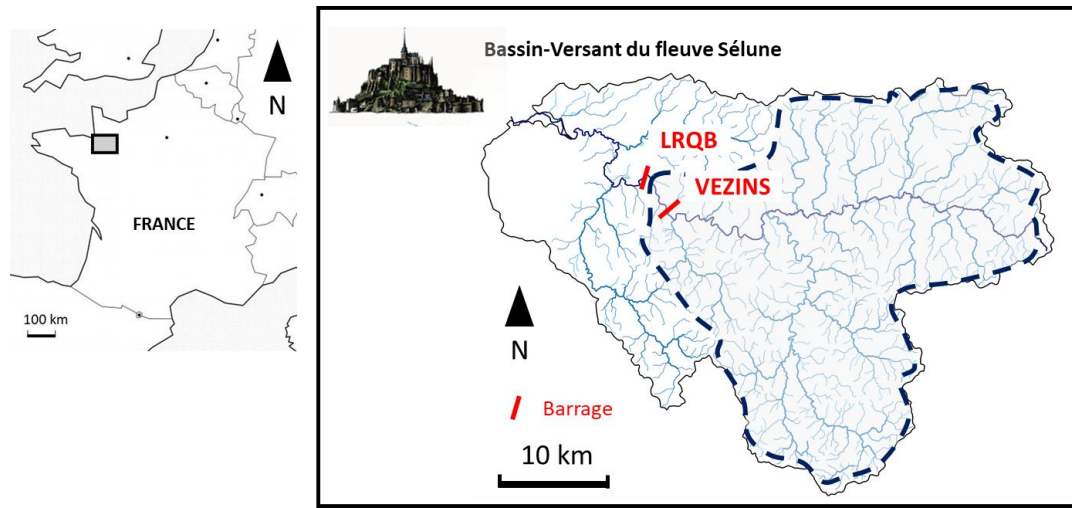 N
FRANCE
100 km
Bassin-Versant du fleuve Sélune
LRQB
VEZINS
N
Barrage
10 km